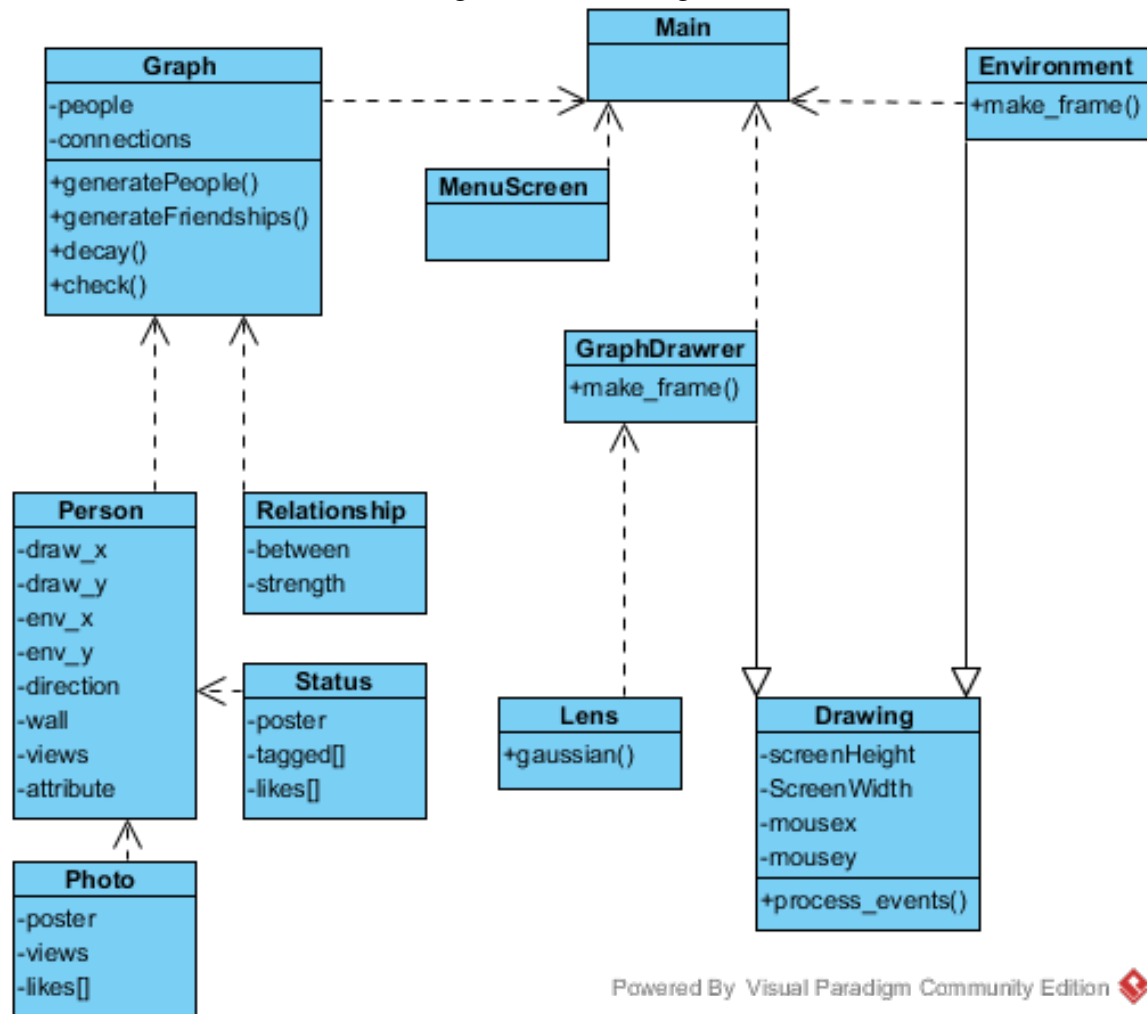 Main
Graph
-people
-connections
+generatePeople()
+generateFriendships()
+decay()
+check()
Environment
+make_frame()
MenuScreen
GraphDrawrer
+make_frame()
Person
-draw_x
-draw_y
-env_x
-env_y
-direction
-wall
-views
-attribute
Relationship
-between
-strength
Status
-poster
-tagged[]
-likes[]
Lens
+gaussian()
Drawing
-screenHeight
-ScreenWidth
-mousex
-mousey
+process_events()
Photo
-poster
-views
-likes[]
Powered By Visual Paradigm Community Edition